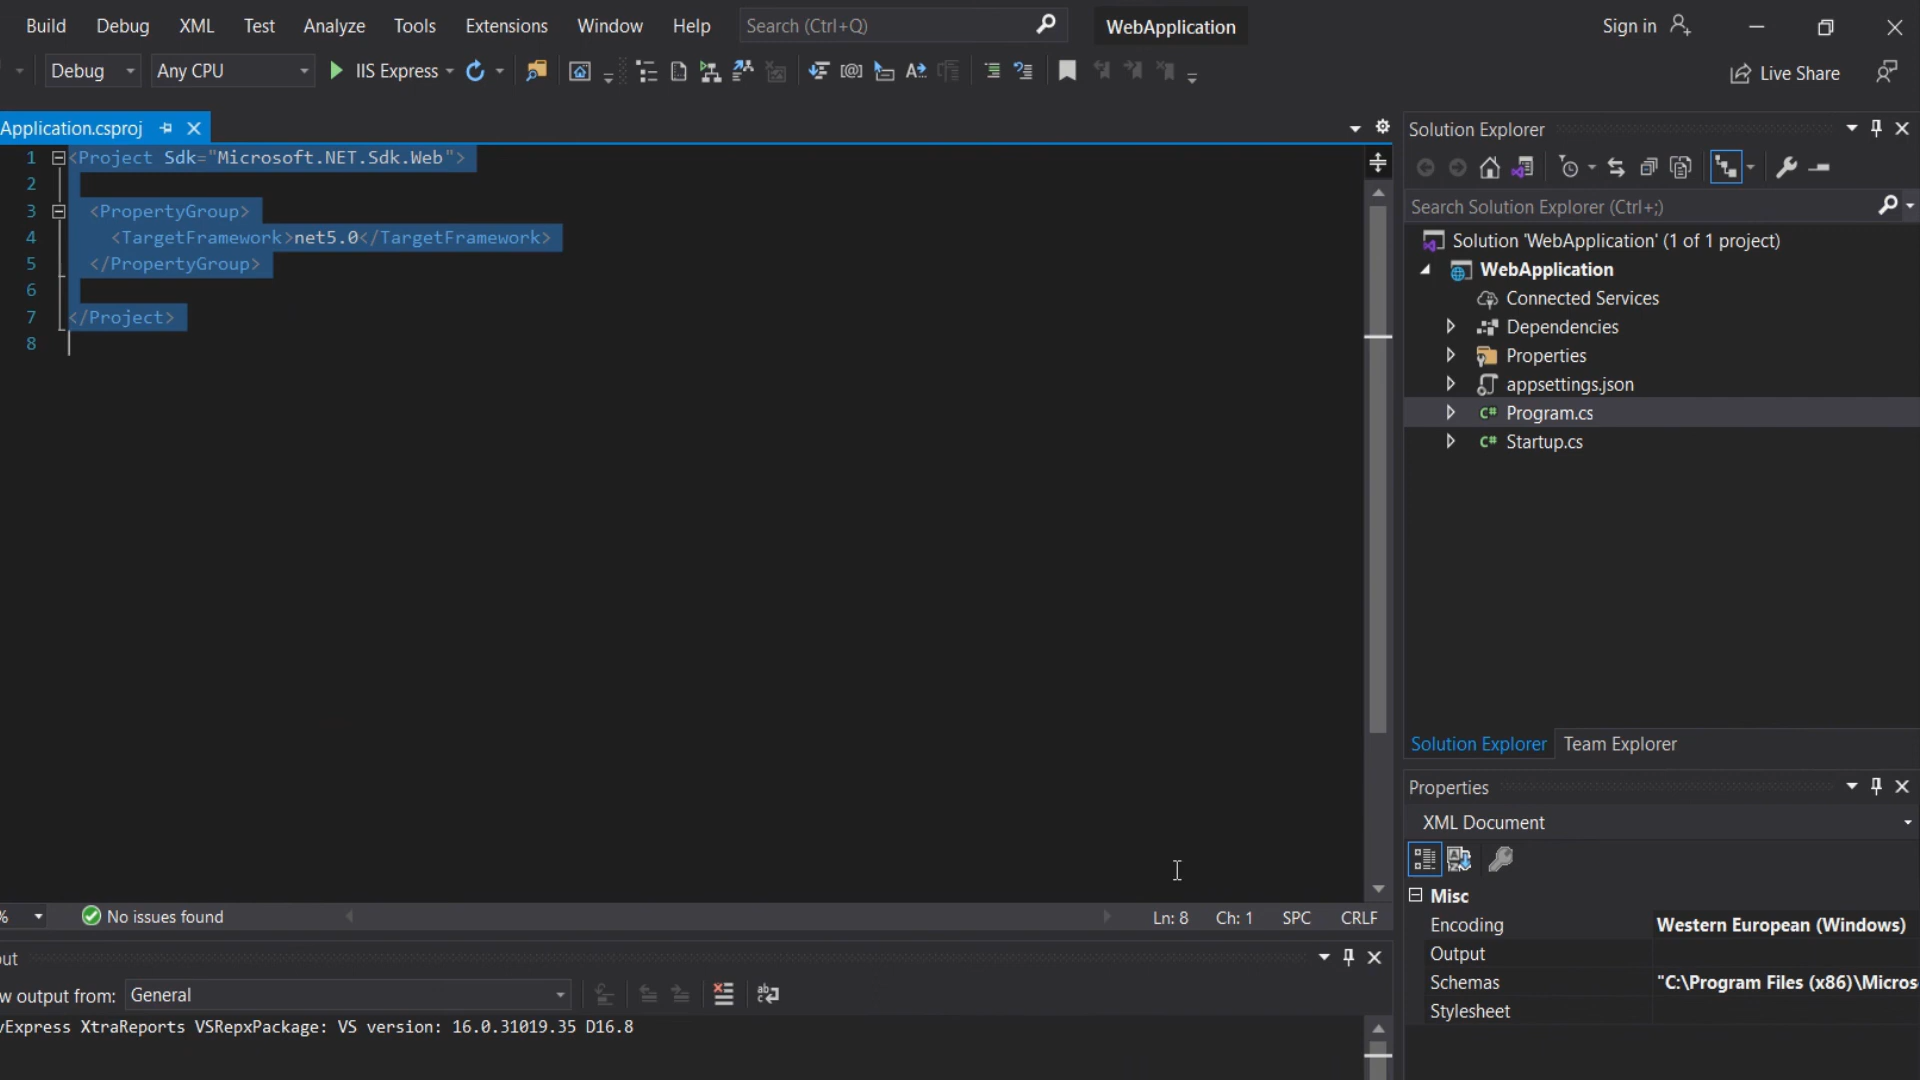 Build Debug XML Test Analyze Tools Extensions Window Help Search (Ctrl+Q) WebApplication Sign in
Debug Any CPU IIS Express Live Share
Application.csproj
1 <Project Sdk="Microsoft.NET.Sdk.Web">
2
3 <PropertyGroup>
4 <TargetFramework>net5.0</TargetFramework>
5 </PropertyGroup>
6
7 </Project>
8
% No issues found Ln: 8 Ch: 1 SPC CRLF
ut
w output from: General
vExpress XtraReports VSRepxPackage: VS version: 16.0.31019.35 D16.8
Solution Explorer
Search Solution Explorer (Ctrl+;)
Solution 'WebApplication' (1 of 1 project)
WebApplication
Connected Services
Dependencies
Properties
appsettings.json
C# Program.cs
C# Startup.cs
Solution Explorer Team Explorer
Properties
XML Document
Misc
Encoding Western European (Windows)
Output
Schemas "C:\Program Files (x86)\Micros
Stylesheet